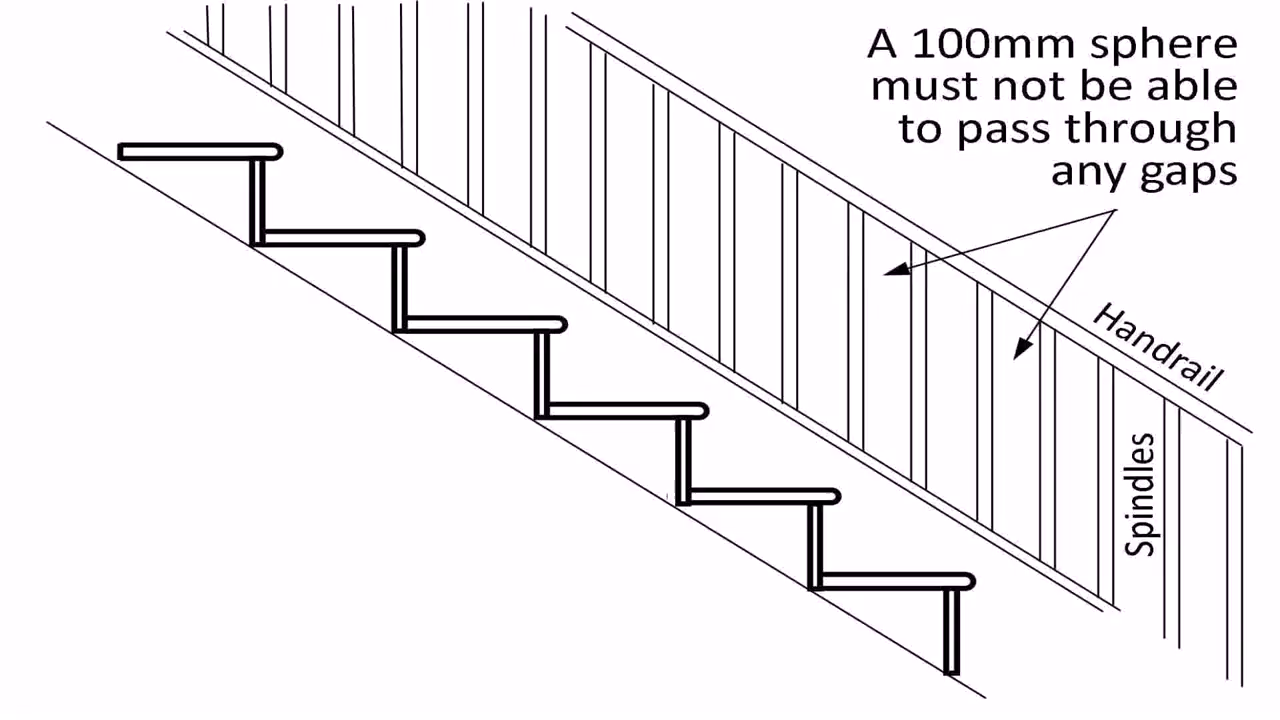 A 100mm sphere
must not be able
to pass through
any gaps
Handrail
Spindles